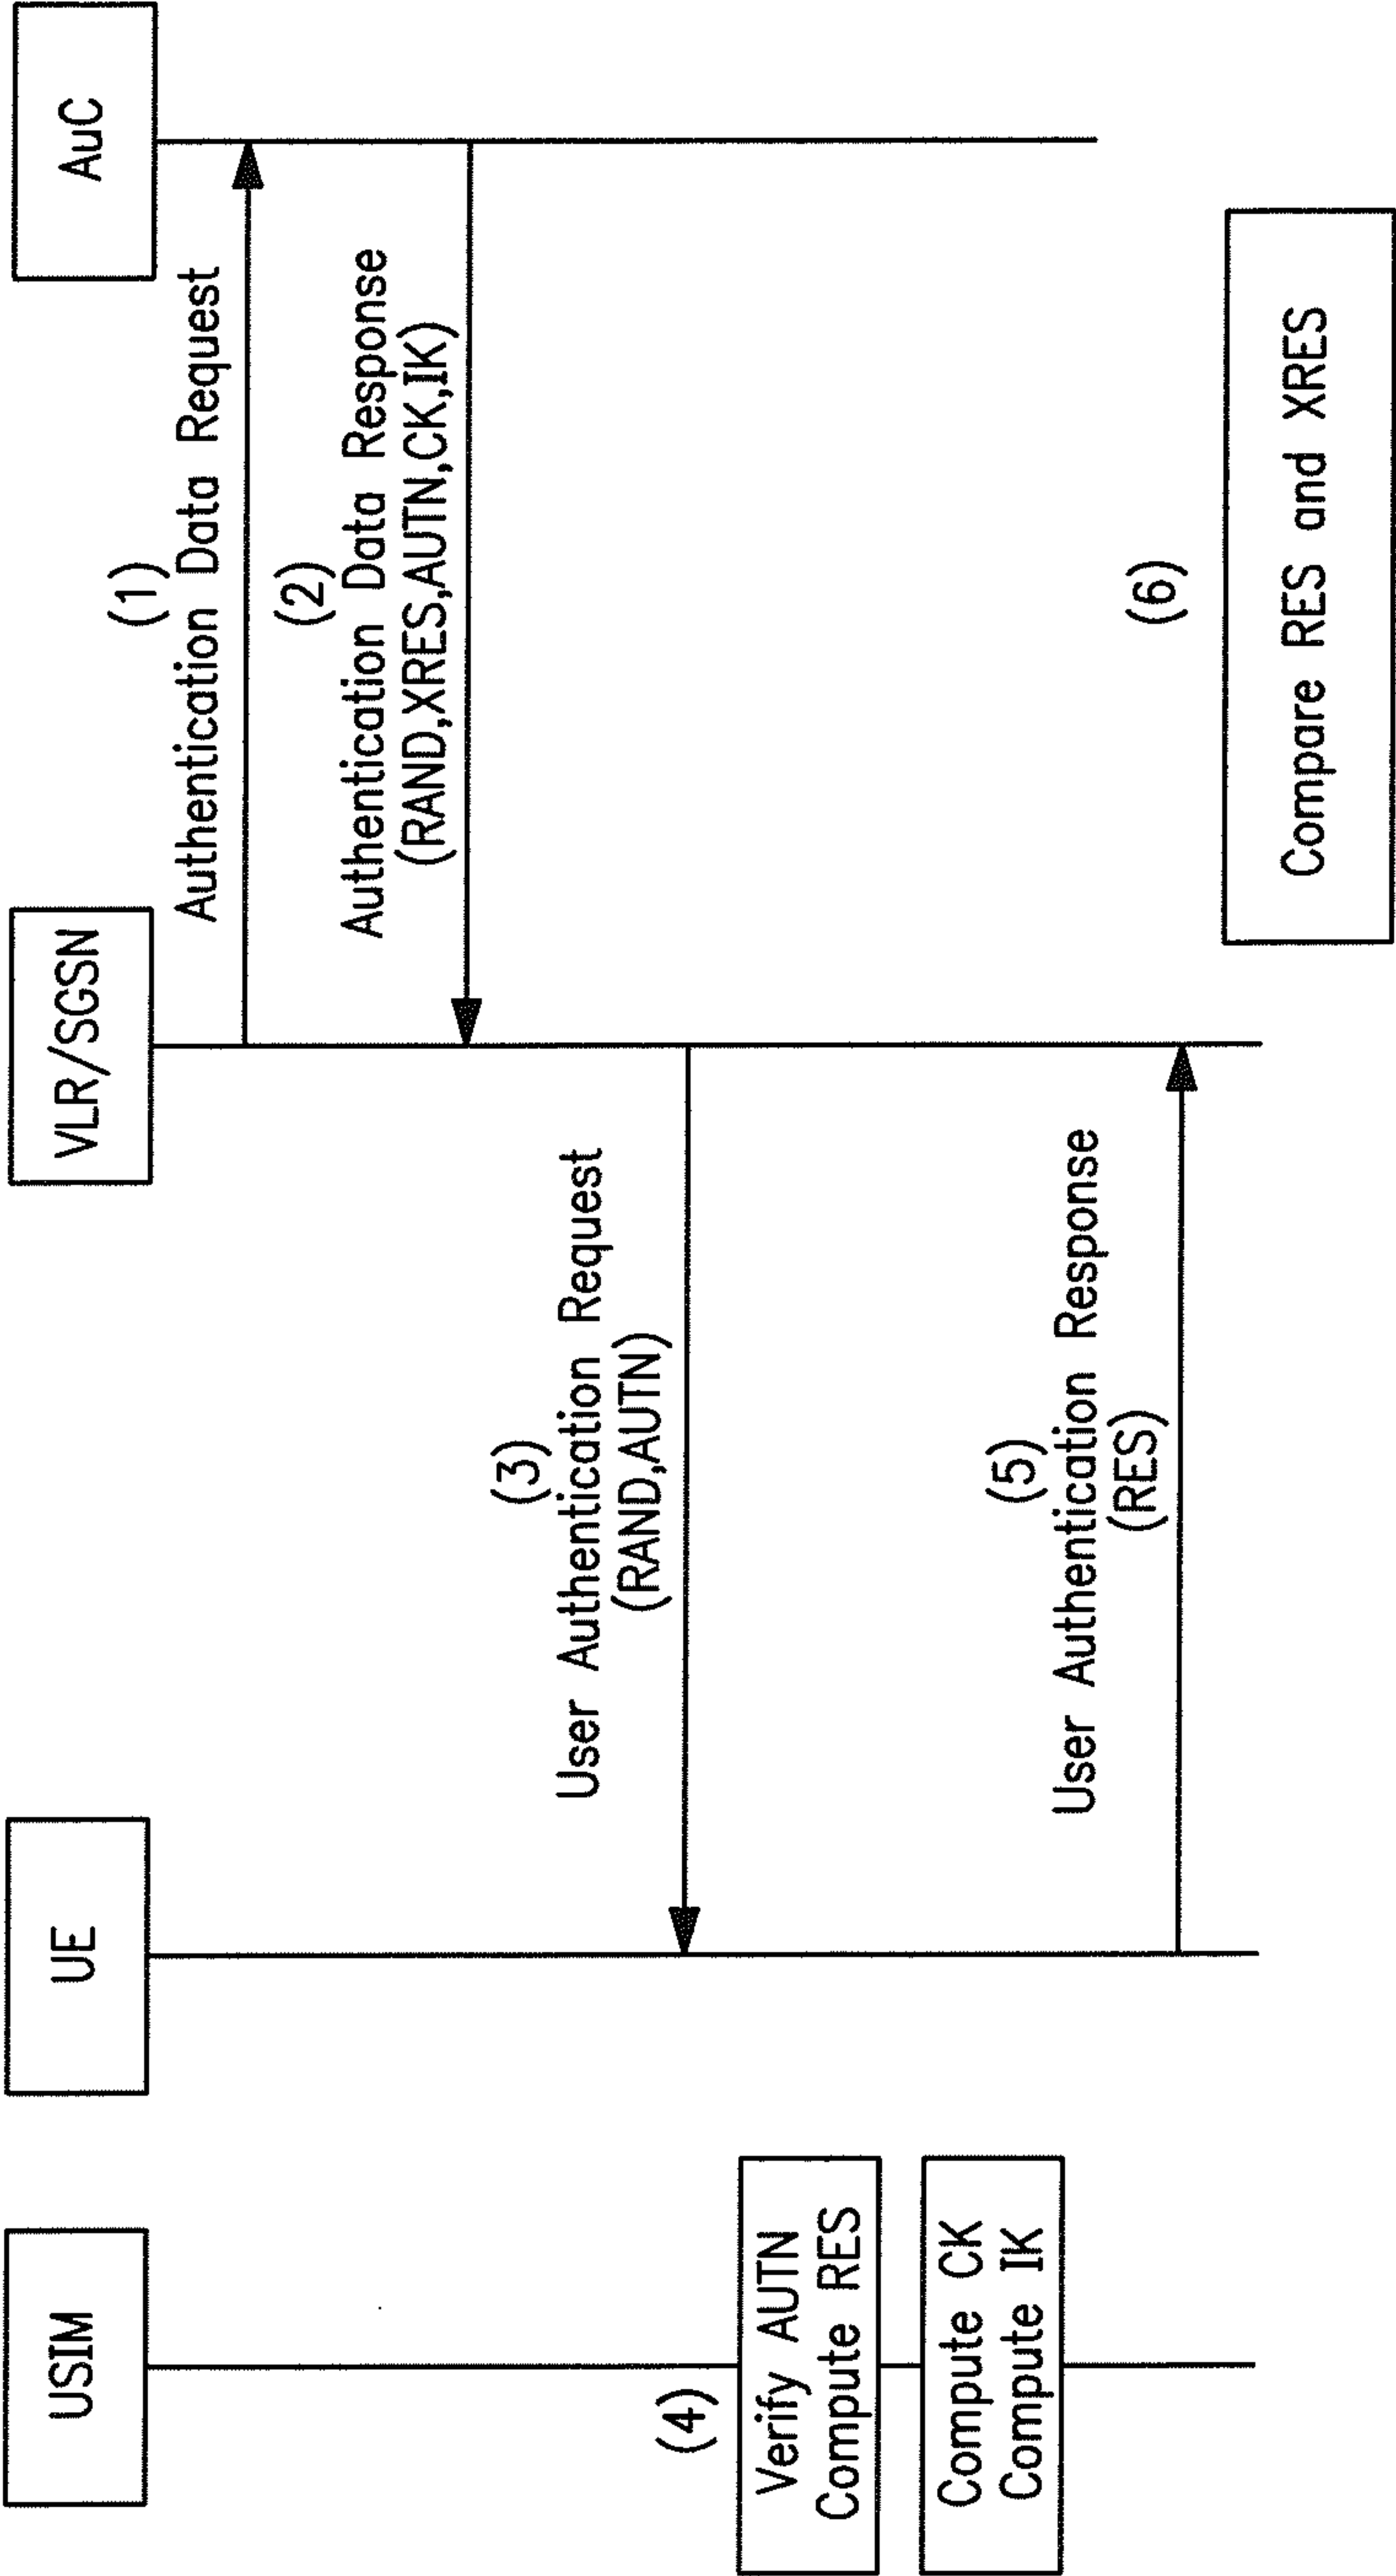 USIM
UE
VLR/SGSN
AuC
(1)
Authentication Data Request
(2)
Authentication Data Response
(RAND,XRES,AUTN,CK,IK)
(3)
User Authentication Request
(RAND,AUTN)
(4)
Verify AUTN
Compute RES
Compute CK
Compute IK
(5)
User Authentication Response
(RES)
(6)
Compare RES and XRES